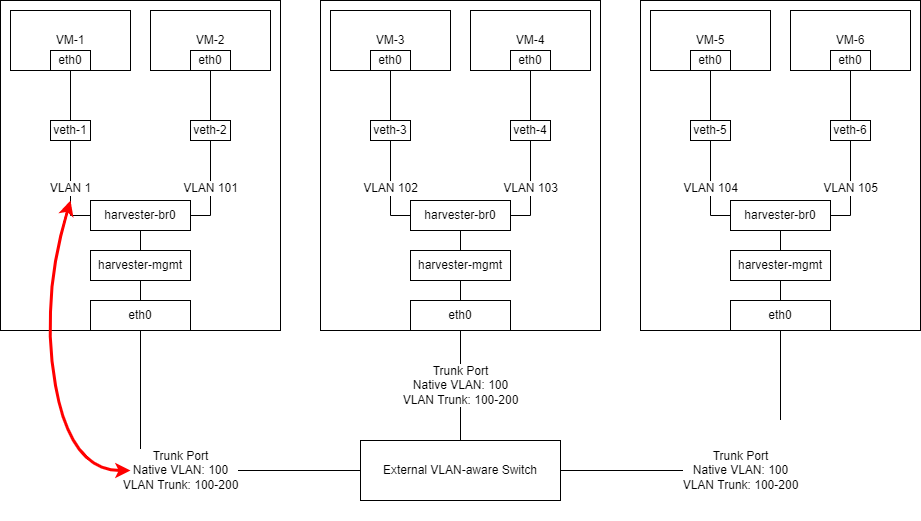 VM-1
eth0
VM-2
eth0
VM-3
eth0
VM-4
eth0
VM-5
eth0
VM-6
eth0
veth-1
veth-2
veth-3
veth-4
veth-5
veth-6
VLAN 1
VLAN 101
VLAN 102
VLAN 103
VLAN 104
VLAN 105
harvester-br0
harvester-br0
harvester-br0
harvester-mgmt
harvester-mgmt
harvester-mgmt
eth0
eth0
eth0
Trunk Port
Native VLAN: 100
VLAN Trunk: 100-200
Trunk Port
Native VLAN: 100
VLAN Trunk: 100-200
External VLAN-aware Switch
Trunk Port
Native VLAN: 100
VLAN Trunk: 100-200